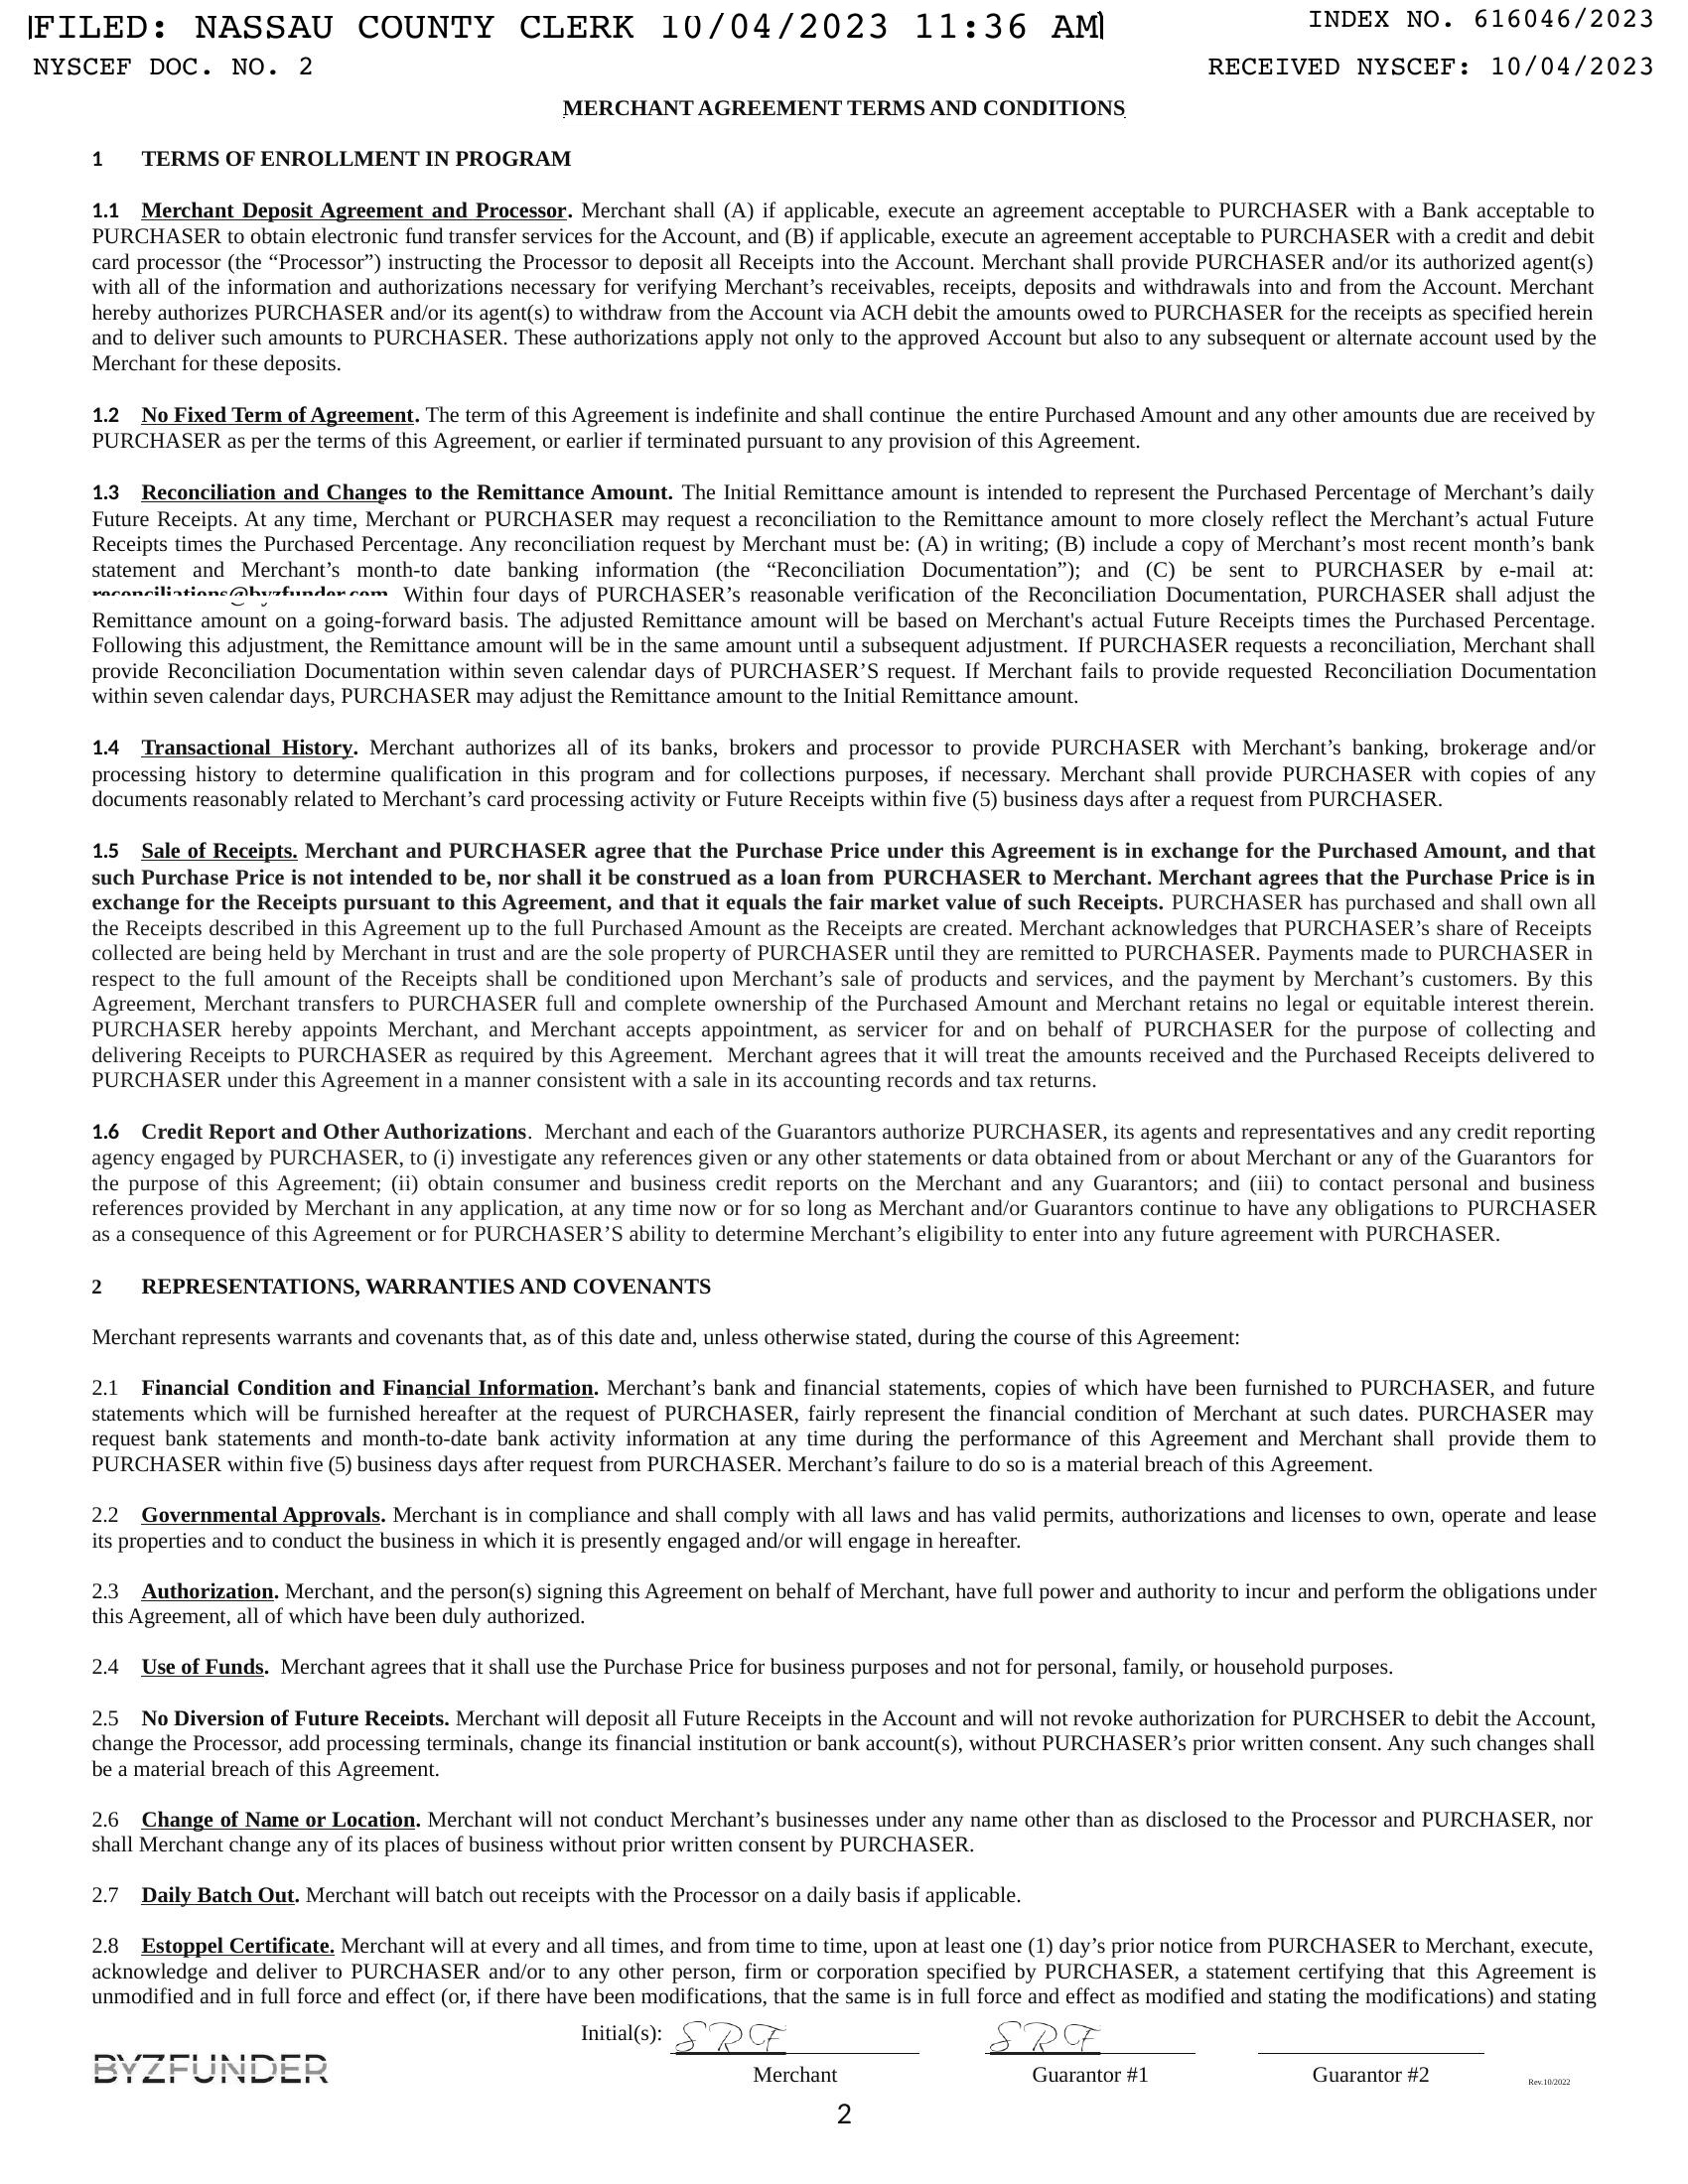 FILED: NASSAU COUNTY CLERK 10/04/2023 11:36 AM
INDEX NO. 616046/2023
NYSCEF DOC. NO. 2
RECEIVED NYSCEF: 10/04/2023
MERCHANT AGREEMENT TERMS AND CONDITIONS
1 TERMS OF ENROLLMENT IN PROGRAM
1.1 Merchant Deposit Agreement and Processor. Merchant shall (A) if applicable, execute an agreement acceptable to PURCHASER with a Bank acceptable to
PURCHASER to obtain electronic fund transfer services for the Account, and (B) if applicable, execute an agreement acceptable to PURCHASER with a credit and debit
card processor (the “Processor”) instructing the Processor to deposit all Receipts into the Account. Merchant shall provide PURCHASER and/or its authorized agent(s)
with all of the information and authorizations necessary for verifying Merchant’s receivables, receipts, deposits and withdrawals into and from the Account. Merchant
hereby authorizes PURCHASER and/or its agent(s) to withdraw from the Account via ACH debit the amounts owed to PURCHASER for the receipts as specified herein
and to deliver such amounts to PURCHASER. These authorizations apply not only to the approved Account but also to any subsequent or alternate account used by the
Merchant for these deposits.
1.2 No Fixed Term of Agreement. The term of this Agreement is indefinite and shall continue the entire Purchased Amount and any other amounts due are received by
PURCHASER as per the terms of this Agreement, or earlier if terminated pursuant to any provision of this Agreement.
1.3 Reconciliation and Changes to the Remittance Amount. The Initial Remittance amount is intended to represent the Purchased Percentage of Merchant’s daily
Future Receipts. At any time, Merchant or PURCHASER may request a reconciliation to the Remittance amount to more closely reflect the Merchant’s actual Future
Receipts times the Purchased Percentage. Any reconciliation request by Merchant must be: (A) in writing; (B) include a copy of Merchant’s most recent month’s bank
statement and Merchant’s month-to date banking information (the “Reconciliation Documentation”); and (C) be sent to PURCHASER by e-mail at:
reconciliations@byzfunder.com. Within four days of PURCHASER’s reasonable verification of the Reconciliation Documentation, PURCHASER shall adjust the
Remittance amount on a going-forward basis. The adjusted Remittance amount will be based on Merchant's actual Future Receipts times the Purchased Percentage.
Following this adjustment, the Remittance amount will be in the same amount until a subsequent adjustment. If PURCHASER requests a reconciliation, Merchant shall
provide Reconciliation Documentation within seven calendar days of PURCHASER’S request. If Merchant fails to provide requested Reconciliation Documentation
within seven calendar days, PURCHASER may adjust the Remittance amount to the Initial Remittance amount.
1.4 Transactional History. Merchant authorizes all of its banks, brokers and processor to provide PURCHASER with Merchant’s banking, brokerage and/or
processing history to determine qualification in this program and for collections purposes, if necessary. Merchant shall provide PURCHASER with copies of any
documents reasonably related to Merchant’s card processing activity or Future Receipts within five (5) business days after a request from PURCHASER.
1.5 Sale of Receipts. Merchant and PURCHASER agree that the Purchase Price under this Agreement is in exchange for the Purchased Amount, and that
such Purchase Price is not intended to be, nor shall it be construed as a loan from PURCHASER to Merchant. Merchant agrees that the Purchase Price is in
exchange for the Receipts pursuant to this Agreement, and that it equals the fair market value of such Receipts. PURCHASER has purchased and shall own all
the Receipts described in this Agreement up to the full Purchased Amount as the Receipts are created. Merchant acknowledges that PURCHASER’s share of Receipts
collected are being held by Merchant in trust and are the sole property of PURCHASER until they are remitted to PURCHASER. Payments made to PURCHASER in
respect to the full amount of the Receipts shall be conditioned upon Merchant’s sale of products and services, and the payment by Merchant’s customers. By this
Agreement, Merchant transfers to PURCHASER full and complete ownership of the Purchased Amount and Merchant retains no legal or equitable interest therein.
PURCHASER hereby appoints Merchant, and Merchant accepts appointment, as servicer for and on behalf of PURCHASER for the purpose of collecting and
delivering Receipts to PURCHASER as required by this Agreement. Merchant agrees that it will treat the amounts received and the Purchased Receipts delivered to
PURCHASER under this Agreement in a manner consistent with a sale in its accounting records and tax returns.
1.6 Credit Report and Other Authorizations. Merchant and each of the Guarantors authorize PURCHASER, its agents and representatives and any credit reporting
agency engaged by PURCHASER, to (i) investigate any references given or any other statements or data obtained from or about Merchant or any of the Guarantors for
the purpose of this Agreement; (ii) obtain consumer and business credit reports on the Merchant and any Guarantors; and (iii) to contact personal and business
references provided by Merchant in any application, at any time now or for so long as Merchant and/or Guarantors continue to have any obligations to PURCHASER
as a consequence of this Agreement or for PURCHASER’S ability to determine Merchant’s eligibility to enter into any future agreement with PURCHASER.
2 REPRESENTATIONS, WARRANTIES AND COVENANTS
Merchant represents warrants and covenants that, as of this date and, unless otherwise stated, during the course of this Agreement:
2.1 Financial Condition and Financial Information. Merchant’s bank and financial statements, copies of which have been furnished to PURCHASER, and future
statements which will be furnished hereafter at the request of PURCHASER, fairly represent the financial condition of Merchant at such dates. PURCHASER may
request bank statements and month-to-date bank activity information at any time during the performance of this Agreement and Merchant shall provide them to
PURCHASER within five (5) business days after request from PURCHASER. Merchant’s failure to do so is a material breach of this Agreement.
2.2 Governmental Approvals. Merchant is in compliance and shall comply with all laws and has valid permits, authorizations and licenses to own, operate and lease
its properties and to conduct the business in which it is presently engaged and/or will engage in hereafter.
2.3 Authorization. Merchant, and the person(s) signing this Agreement on behalf of Merchant, have full power and authority to incur and perform the obligations under
this Agreement, all of which have been duly authorized.
2.4 Use of Funds. Merchant agrees that it shall use the Purchase Price for business purposes and not for personal, family, or household purposes.
2.5 No Diversion of Future Receipts. Merchant will deposit all Future Receipts in the Account and will not revoke authorization for PURCHSER to debit the Account,
change the Processor, add processing terminals, change its financial institution or bank account(s), without PURCHASER’s prior written consent. Any such changes shall
be a material breach of this Agreement.
2.6 Change of Name or Location. Merchant will not conduct Merchant’s businesses under any name other than as disclosed to the Processor and PURCHASER, nor
shall Merchant change any of its places of business without prior written consent by PURCHASER.
2.7 Daily Batch Out. Merchant will batch out receipts with the Processor on a daily basis if applicable.
2.8 Estoppel Certificate. Merchant will at every and all times, and from time to time, upon at least one (1) day’s prior notice from PURCHASER to Merchant, execute,
acknowledge and deliver to PURCHASER and/or to any other person, firm or corporation specified by PURCHASER, a statement certifying that this Agreement is
unmodified and in full force and effect (or, if there have been modifications, that the same is in full force and effect as modified and stating the modifications) and stating
Initial(s): SRF SRF
BYZFUNDER
Merchant Guarantor #1 Guarantor #2
Rev.10/2022
2